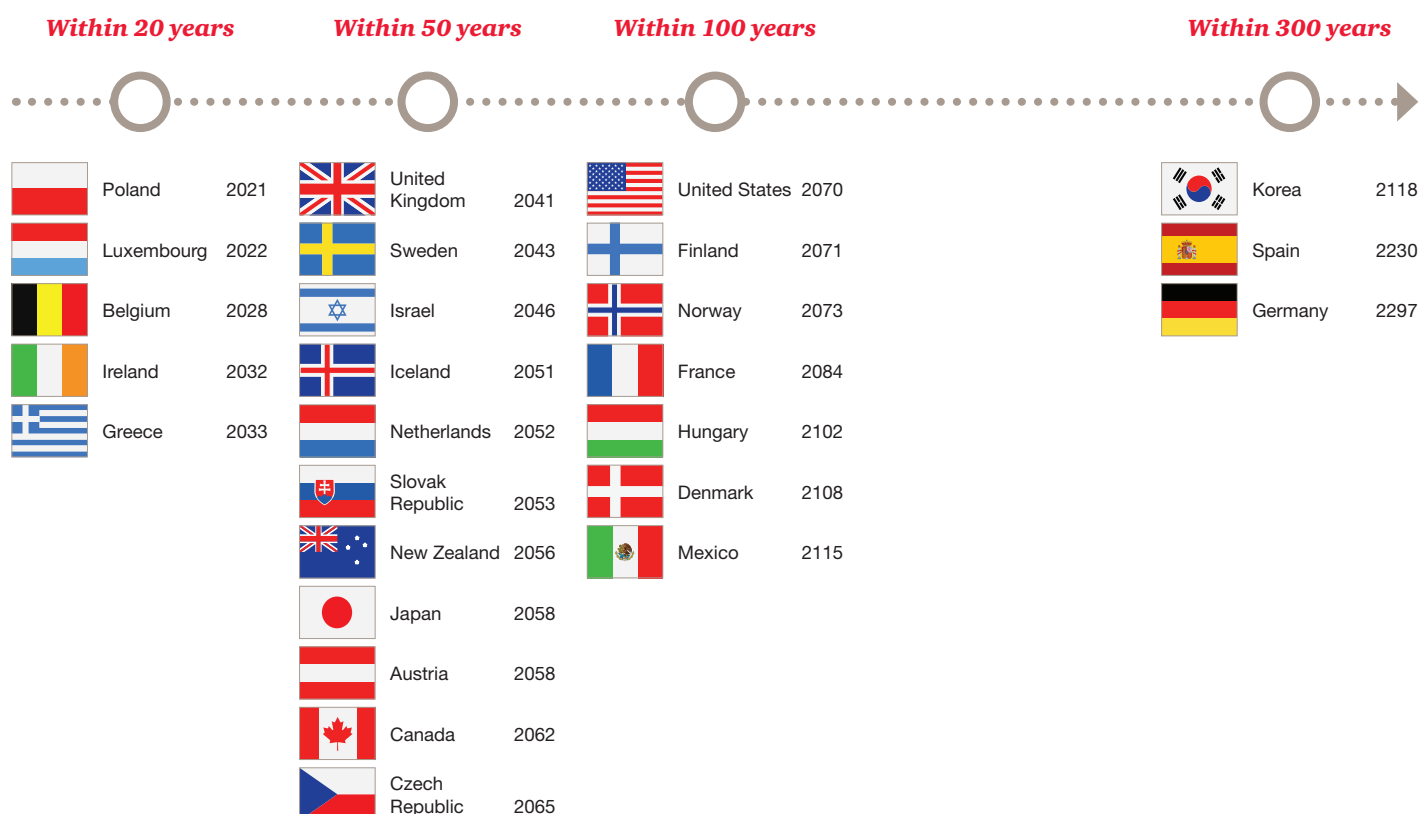 Within 20 years
Within 50 years
Within 100 years
Within 300 years
Poland 2021
Luxembourg 2022
Belgium 2028
Ireland 2032
Greece 2033
United
Kingdom 2041
Sweden 2043
Israel 2046
Iceland 2051
Netherlands 2052
Slovak
Republic 2053
New Zealand 2056
Japan 2058
Austria 2058
Canada 2062
Czech
Republic 2065
United States 2070
Finland 2071
Norway 2073
France 2084
Hungary 2102
Denmark 2108
Mexico 2115
Korea 2118
Spain 2230
Germany 2297